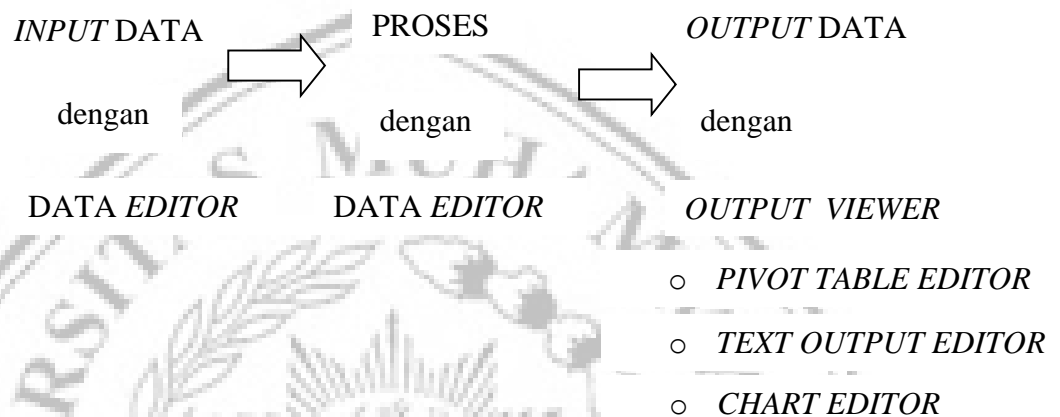 INPUT DATA PROSES OUTPUT DATA
dengan dengan dengan
DATA EDITOR DATA EDITOR OUTPUT VIEWER
o PIVOT TABLE EDITOR
o TEXT OUTPUT EDITOR
o CHART EDITOR